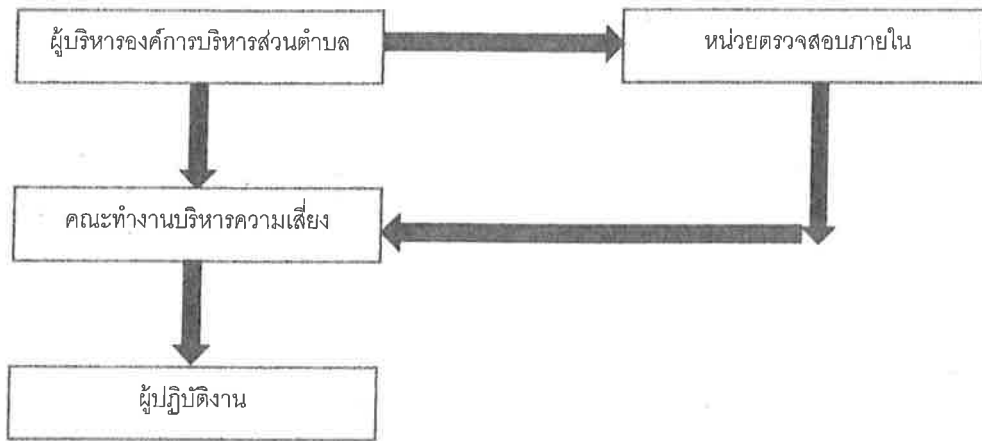 ผู้บริหารองค์การบริหารส่วนตำบล
หน่วยตรวจสอบภายใน
คณะทำงานบริหารความเสี่ยง
ผู้ปฏิบัติงาน